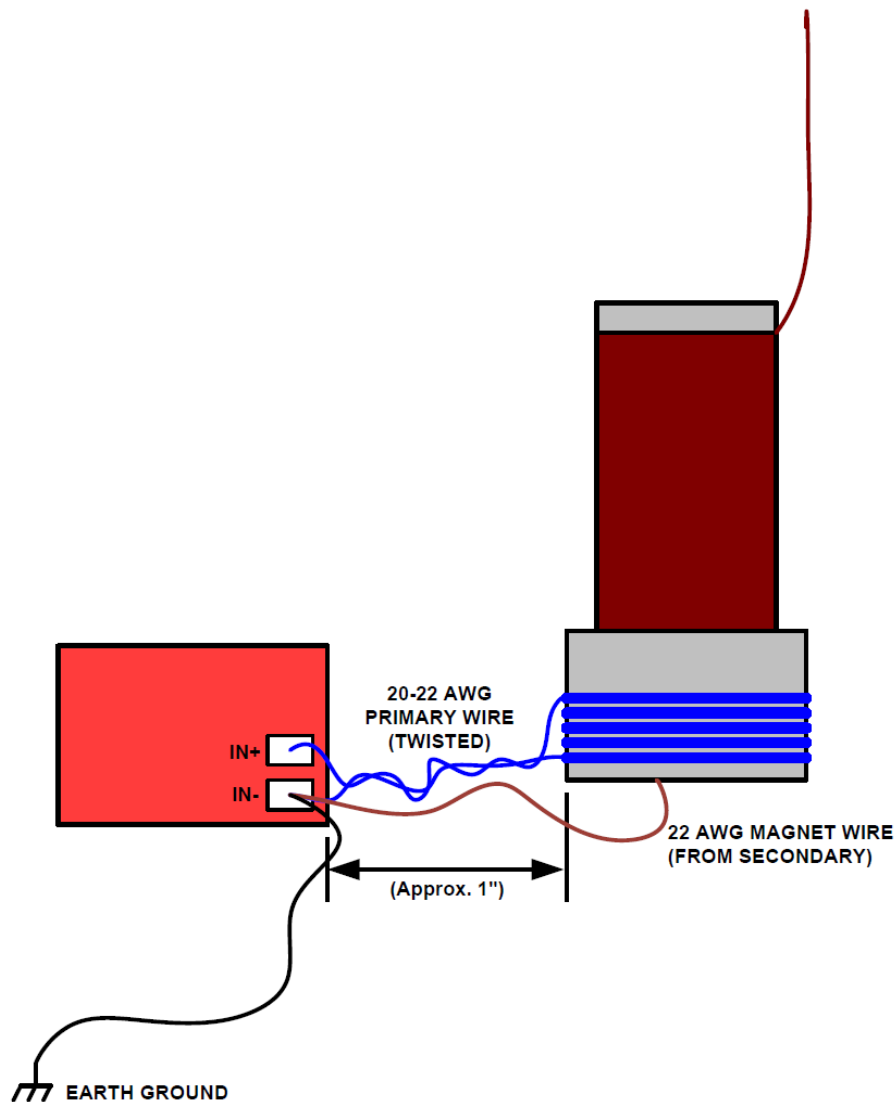 20-22 AWG
PRIMARY WIRE
(TWISTED)
IN+
IN-
22 AWG MAGNET WIRE
(FROM SECONDARY)
(Approx. 1")
EARTH GROUND